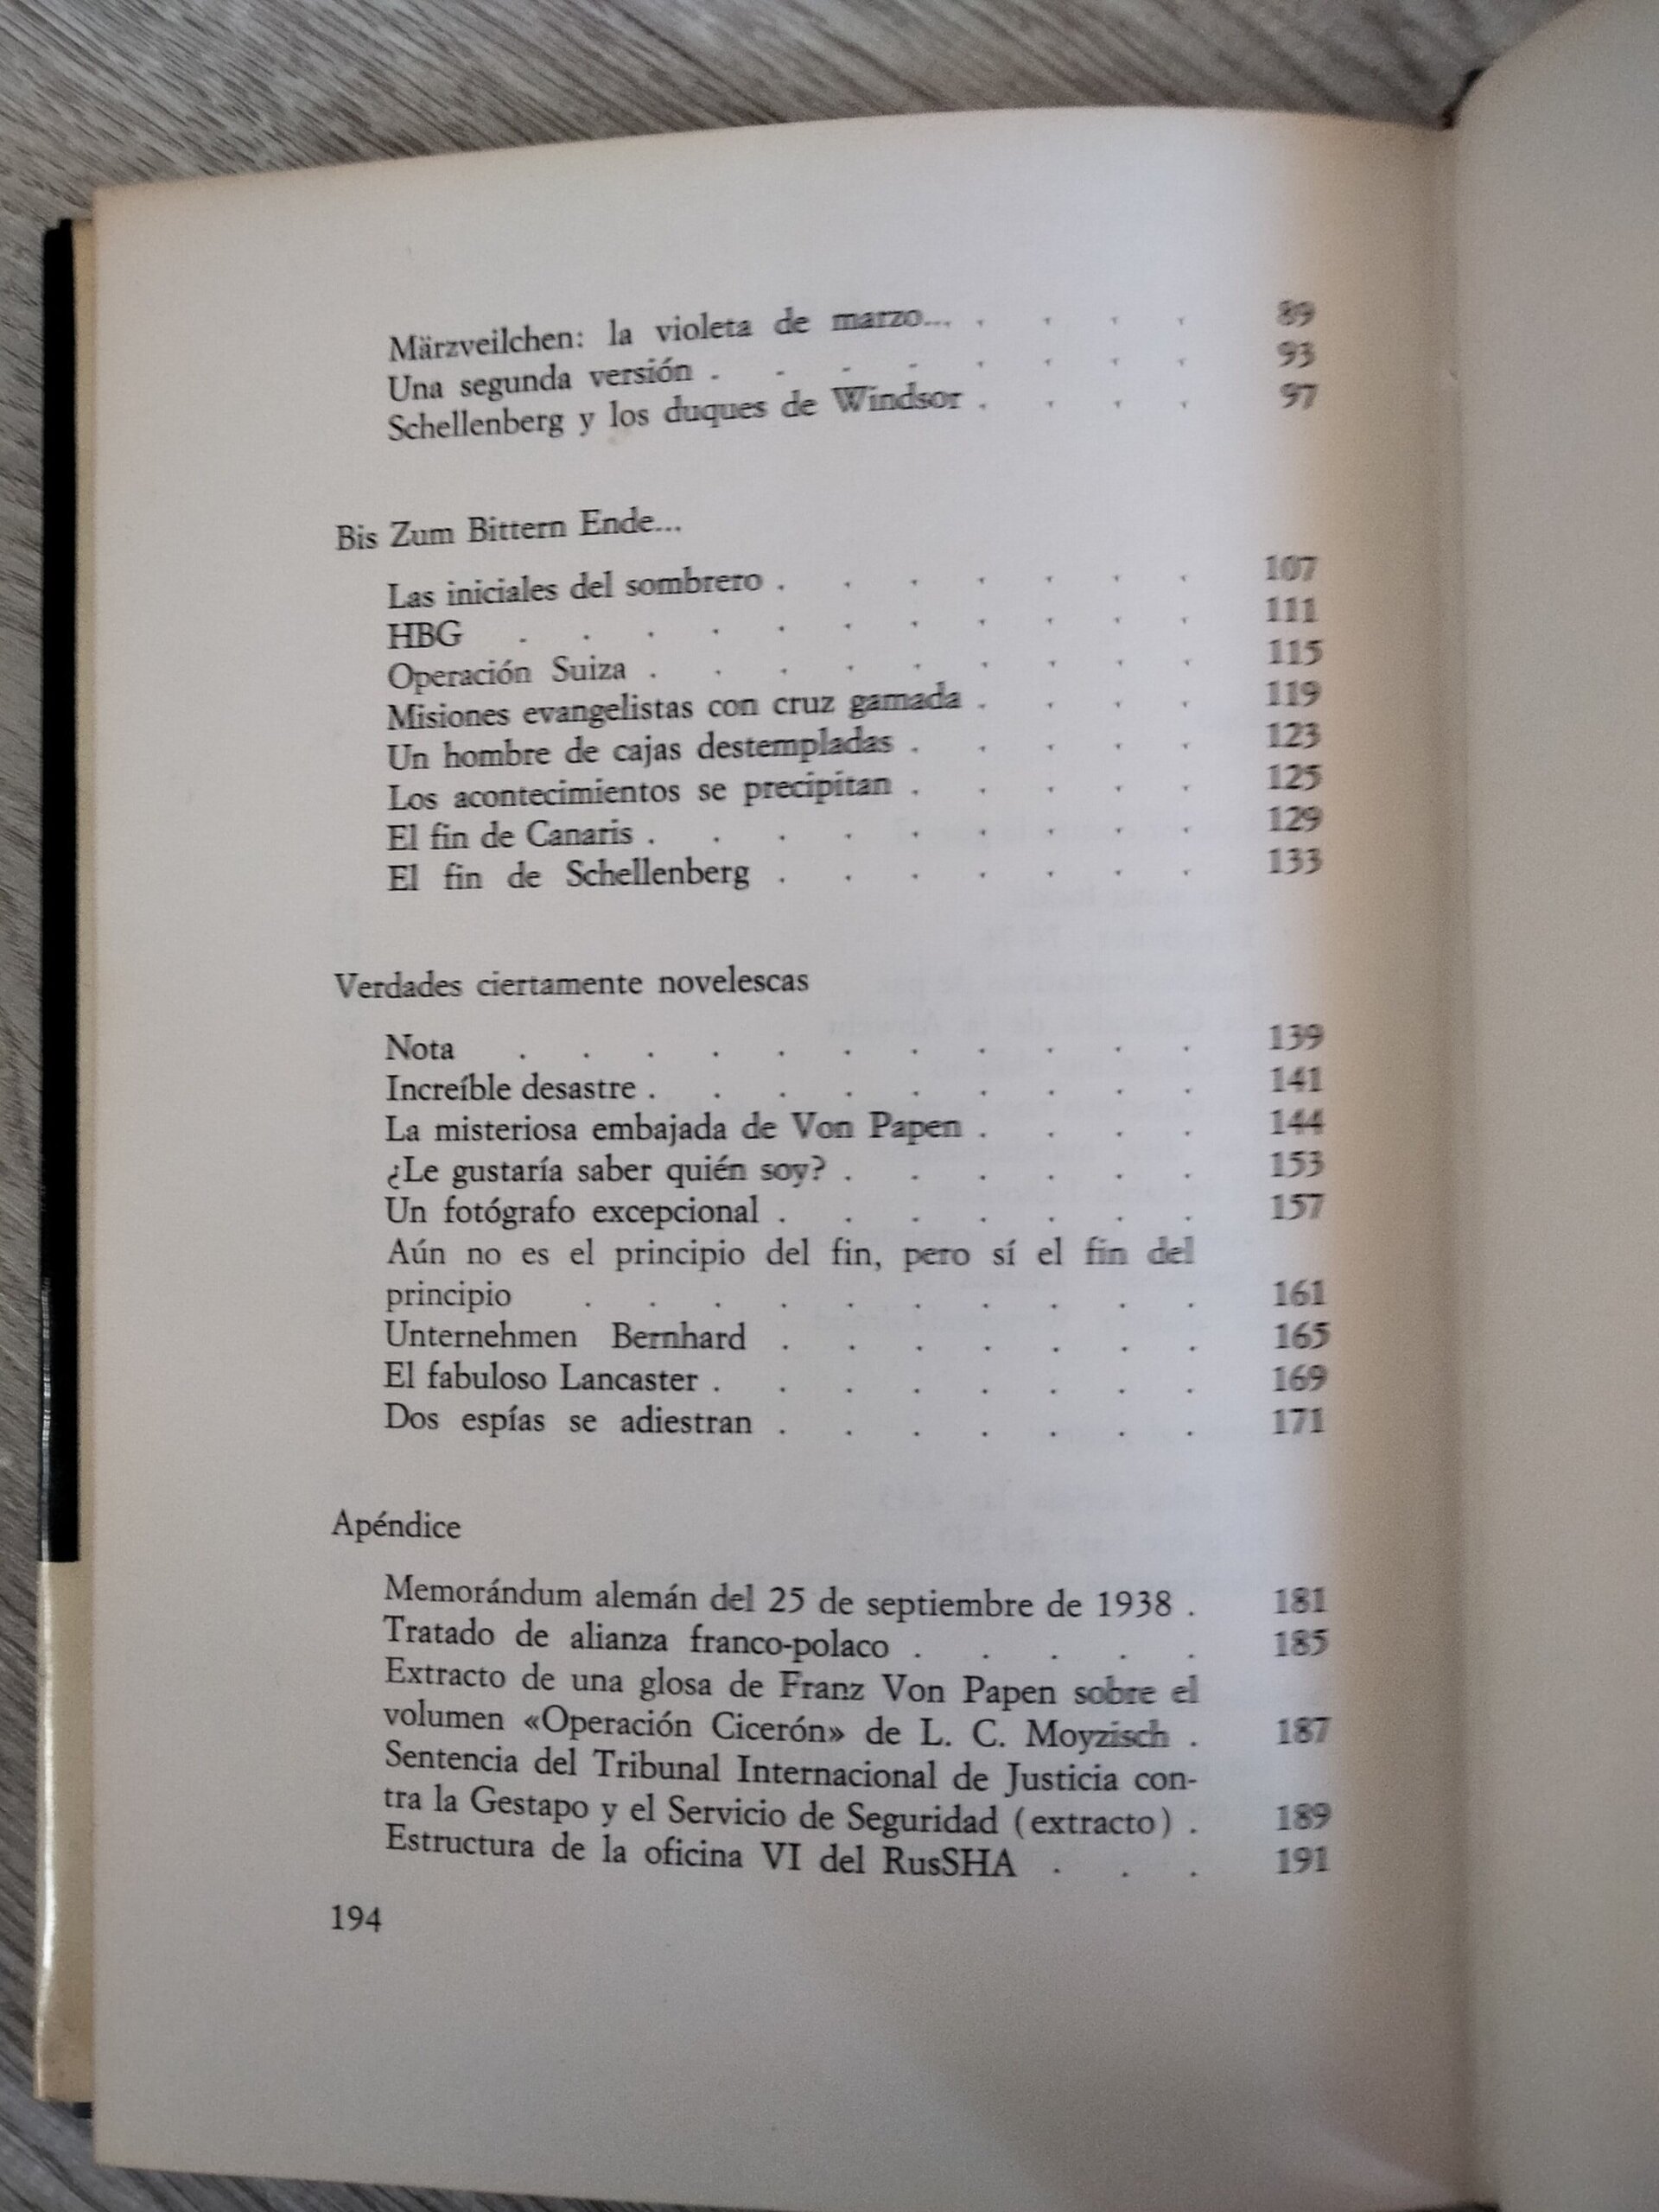 Märzveilchen: la violeta de marzo... . . . . 89
Una segunda versión . . . . . . . . 93
Schellenberg y los duques de Windsor . . . . 97
Bis Zum Bittern Ende...
Las iniciales del sombrero . . . . . . . 107
HBG . . . . . . . . . . . 111
Operación Suiza . . . . . . . . . 115
Misiones evangelistas con cruz gamada . . . . 119
Un hombre de cajas destempladas . . . . . 123
Los acontecimientos se precipitan . . . . . 125
El fin de Canaris . . . . . . . . . 129
El fin de Schellenberg . . . . . . . 133
Verdades ciertamente novelescas
Nota . . . . . . . . . . . 139
Increíble desastre . . . . . . . . . 141
La misteriosa embajada de Von Papen . . . . 144
¿Le gustaría saber quién soy? . . . . . . 153
Un fotógrafo excepcional . . . . . . . 157
Aún no es el principio del fin, pero sí el fin del
principio . . . . . . . . . . 161
Unternehmen Bernhard . . . . . . . 165
El fabuloso Lancaster . . . . . . . . 169
Dos espías se adiestran . . . . . . . 171
Apéndice
Memorándum alemán del 25 de septiembre de 1938 . 181
Tratado de alianza franco-polaco . . . . . 185
Extracto de una glosa de Franz Von Papen sobre el
volumen «Operación Cicerón» de L. C. Moyzisch . 187
Sentencia del Tribunal Internacional de Justicia con-
tra la Gestapo y el Servicio de Seguridad (extracto) . 189
Estructura de la oficina VI del RusSHA . . . 191
194